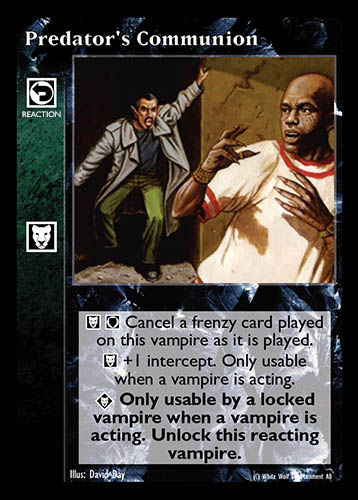 Predator's Communion
REACTION
Cancel a frenzy card played
on this vampire as it is played.
+1 intercept. Only usable
when a vampire is acting.
Only usable by a locked
vampire when a vampire is
acting. Unlock this reacting
vampire.
Illus: David Day
(C) White Wolf Entertainment AB